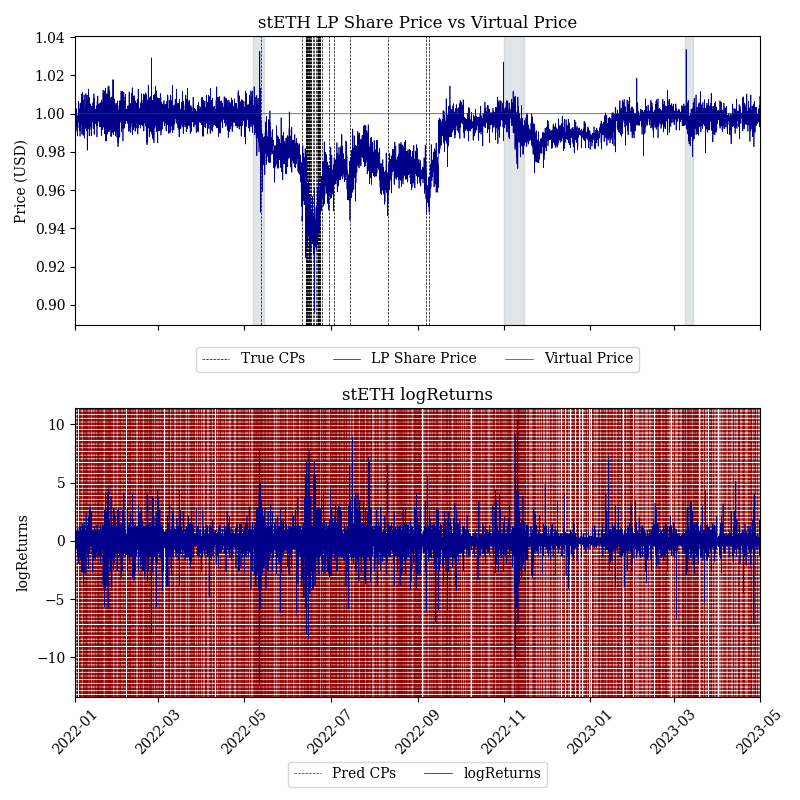 stETH LP Share Price vs Virtual Price
Price (USD)
1.04
1.02
1.00
0.98
0.96
0.94
0.92
0.90
True CPs LP Share Price Virtual Price
stETH logReturns
logReturns
10
5
0
−5
−10
2022-01 2022-03 2022-05 2022-07 2022-09 2022-11 2023-01 2023-03 2023-05
Pred CPs logReturns